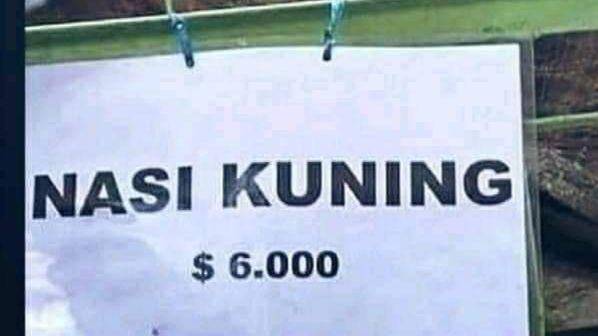 NASI KUNING
$ 6.000